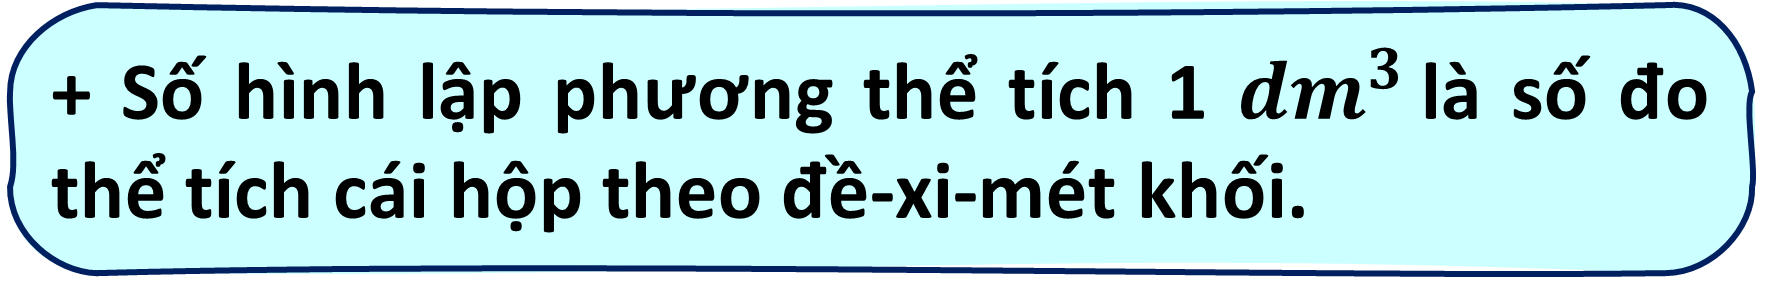 + Số hình lập phương thể tích 1 dm³ là số đo
thể tích cái hộp theo đề-xi-mét khối.